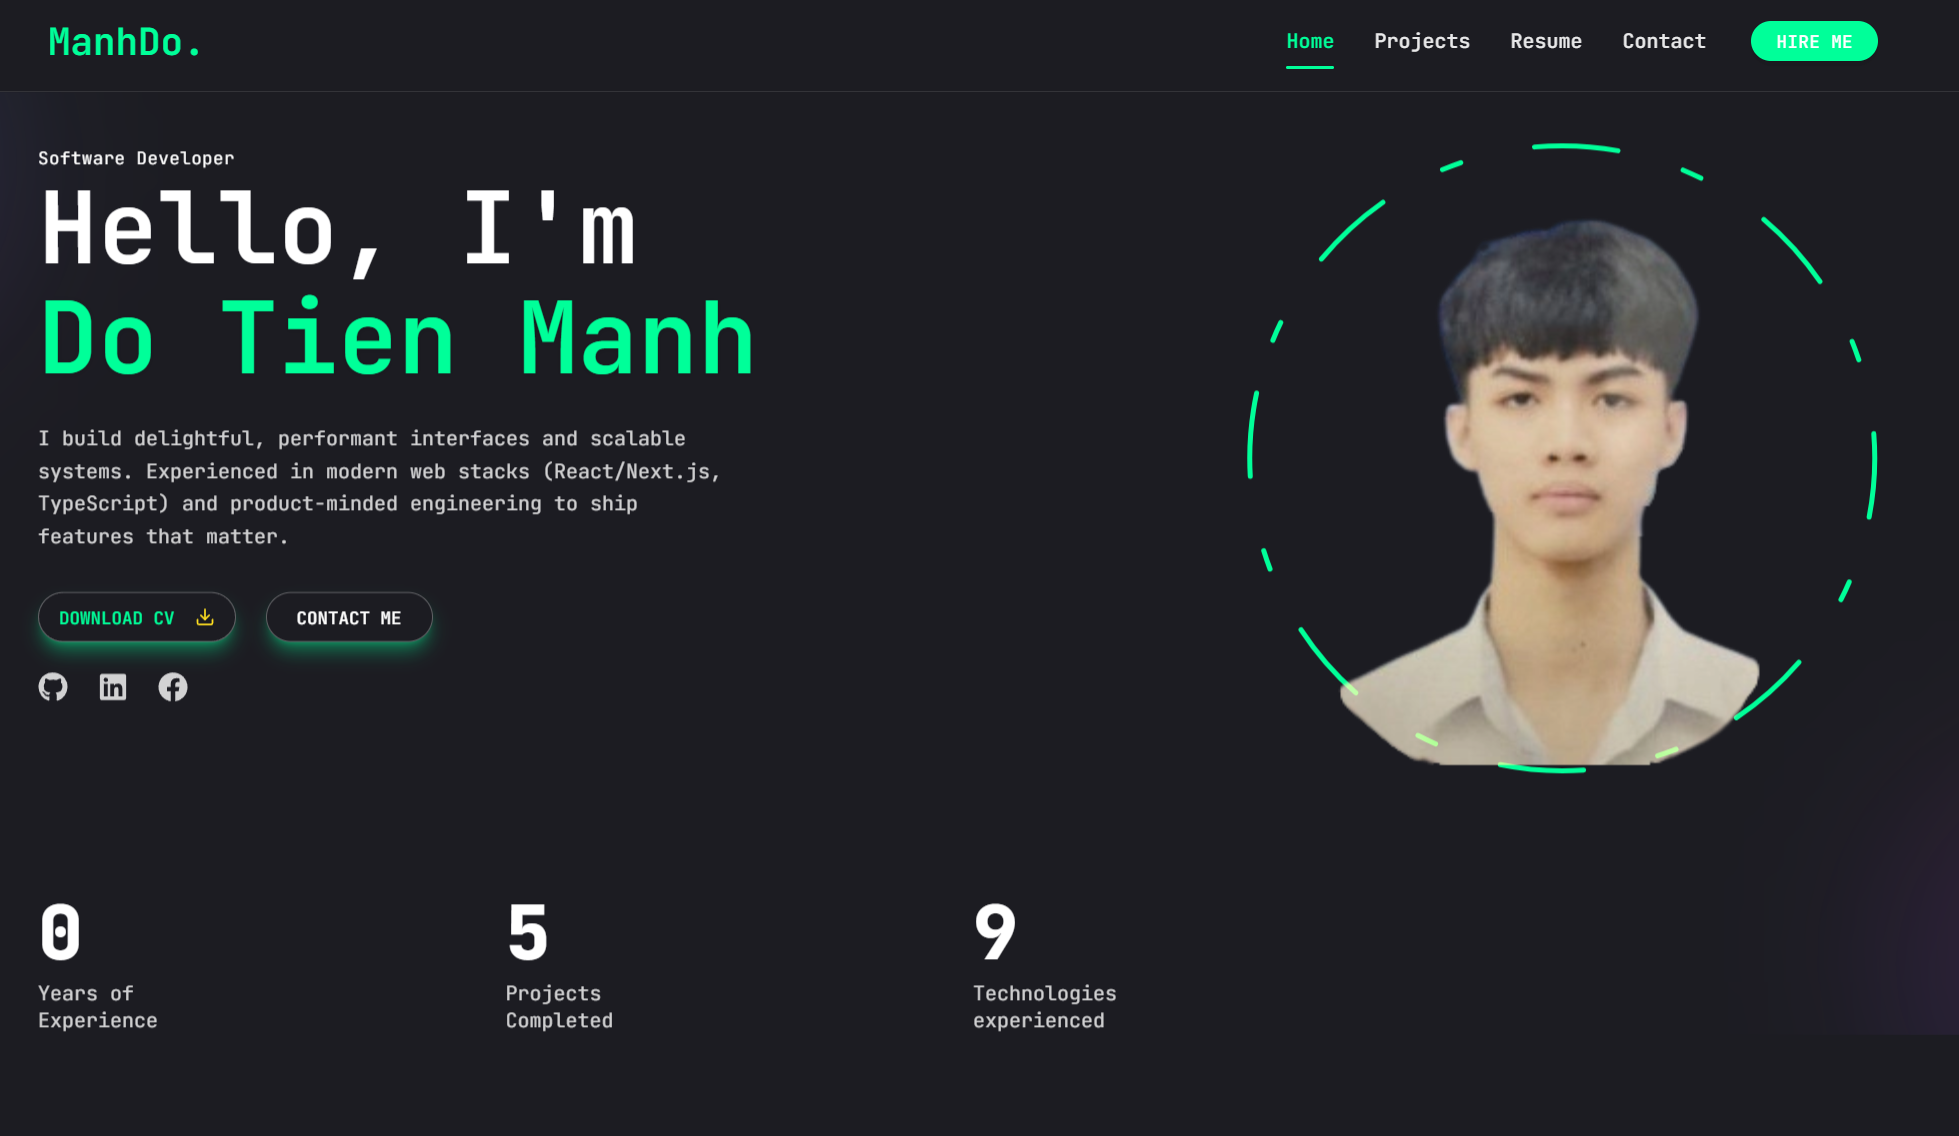 ManhDo.
Home
Projects
Resume
Contact
HIRE ME
Software Developer
Hello, I'm
Do Tien Manh
I build delightful, performant interfaces and scalable
systems. Experienced in modern web stacks (React/Next.js,
TypeScript) and product-minded engineering to ship
features that matter.
DOWNLOAD CV
CONTACT ME
0
Years of
Experience
5
Projects
Completed
9
Technologies
experienced